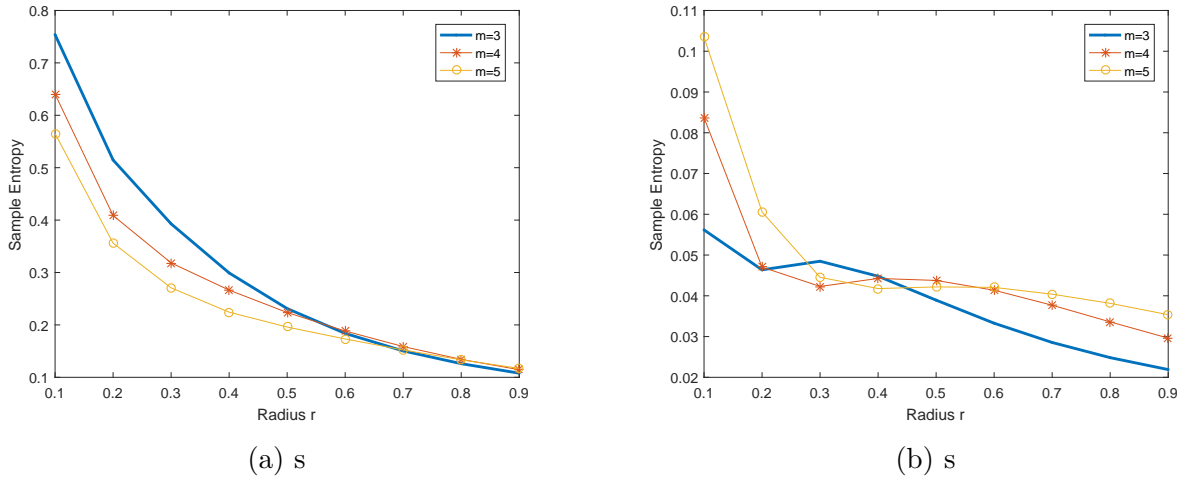 0.8
0.7
0.6
0.5
0.4
0.3
0.2
0.1
Sample Entropy
m=3
m=4
m=5
0.1 0.2 0.3 0.4 0.5 0.6 0.7 0.8 0.9
Radius r
(a) s
0.11
0.1
0.09
0.08
0.07
0.06
0.05
0.04
0.03
0.02
Sample Entropy
m=3
m=4
m=5
0.1 0.2 0.3 0.4 0.5 0.6 0.7 0.8 0.9
Radius r
(b) s